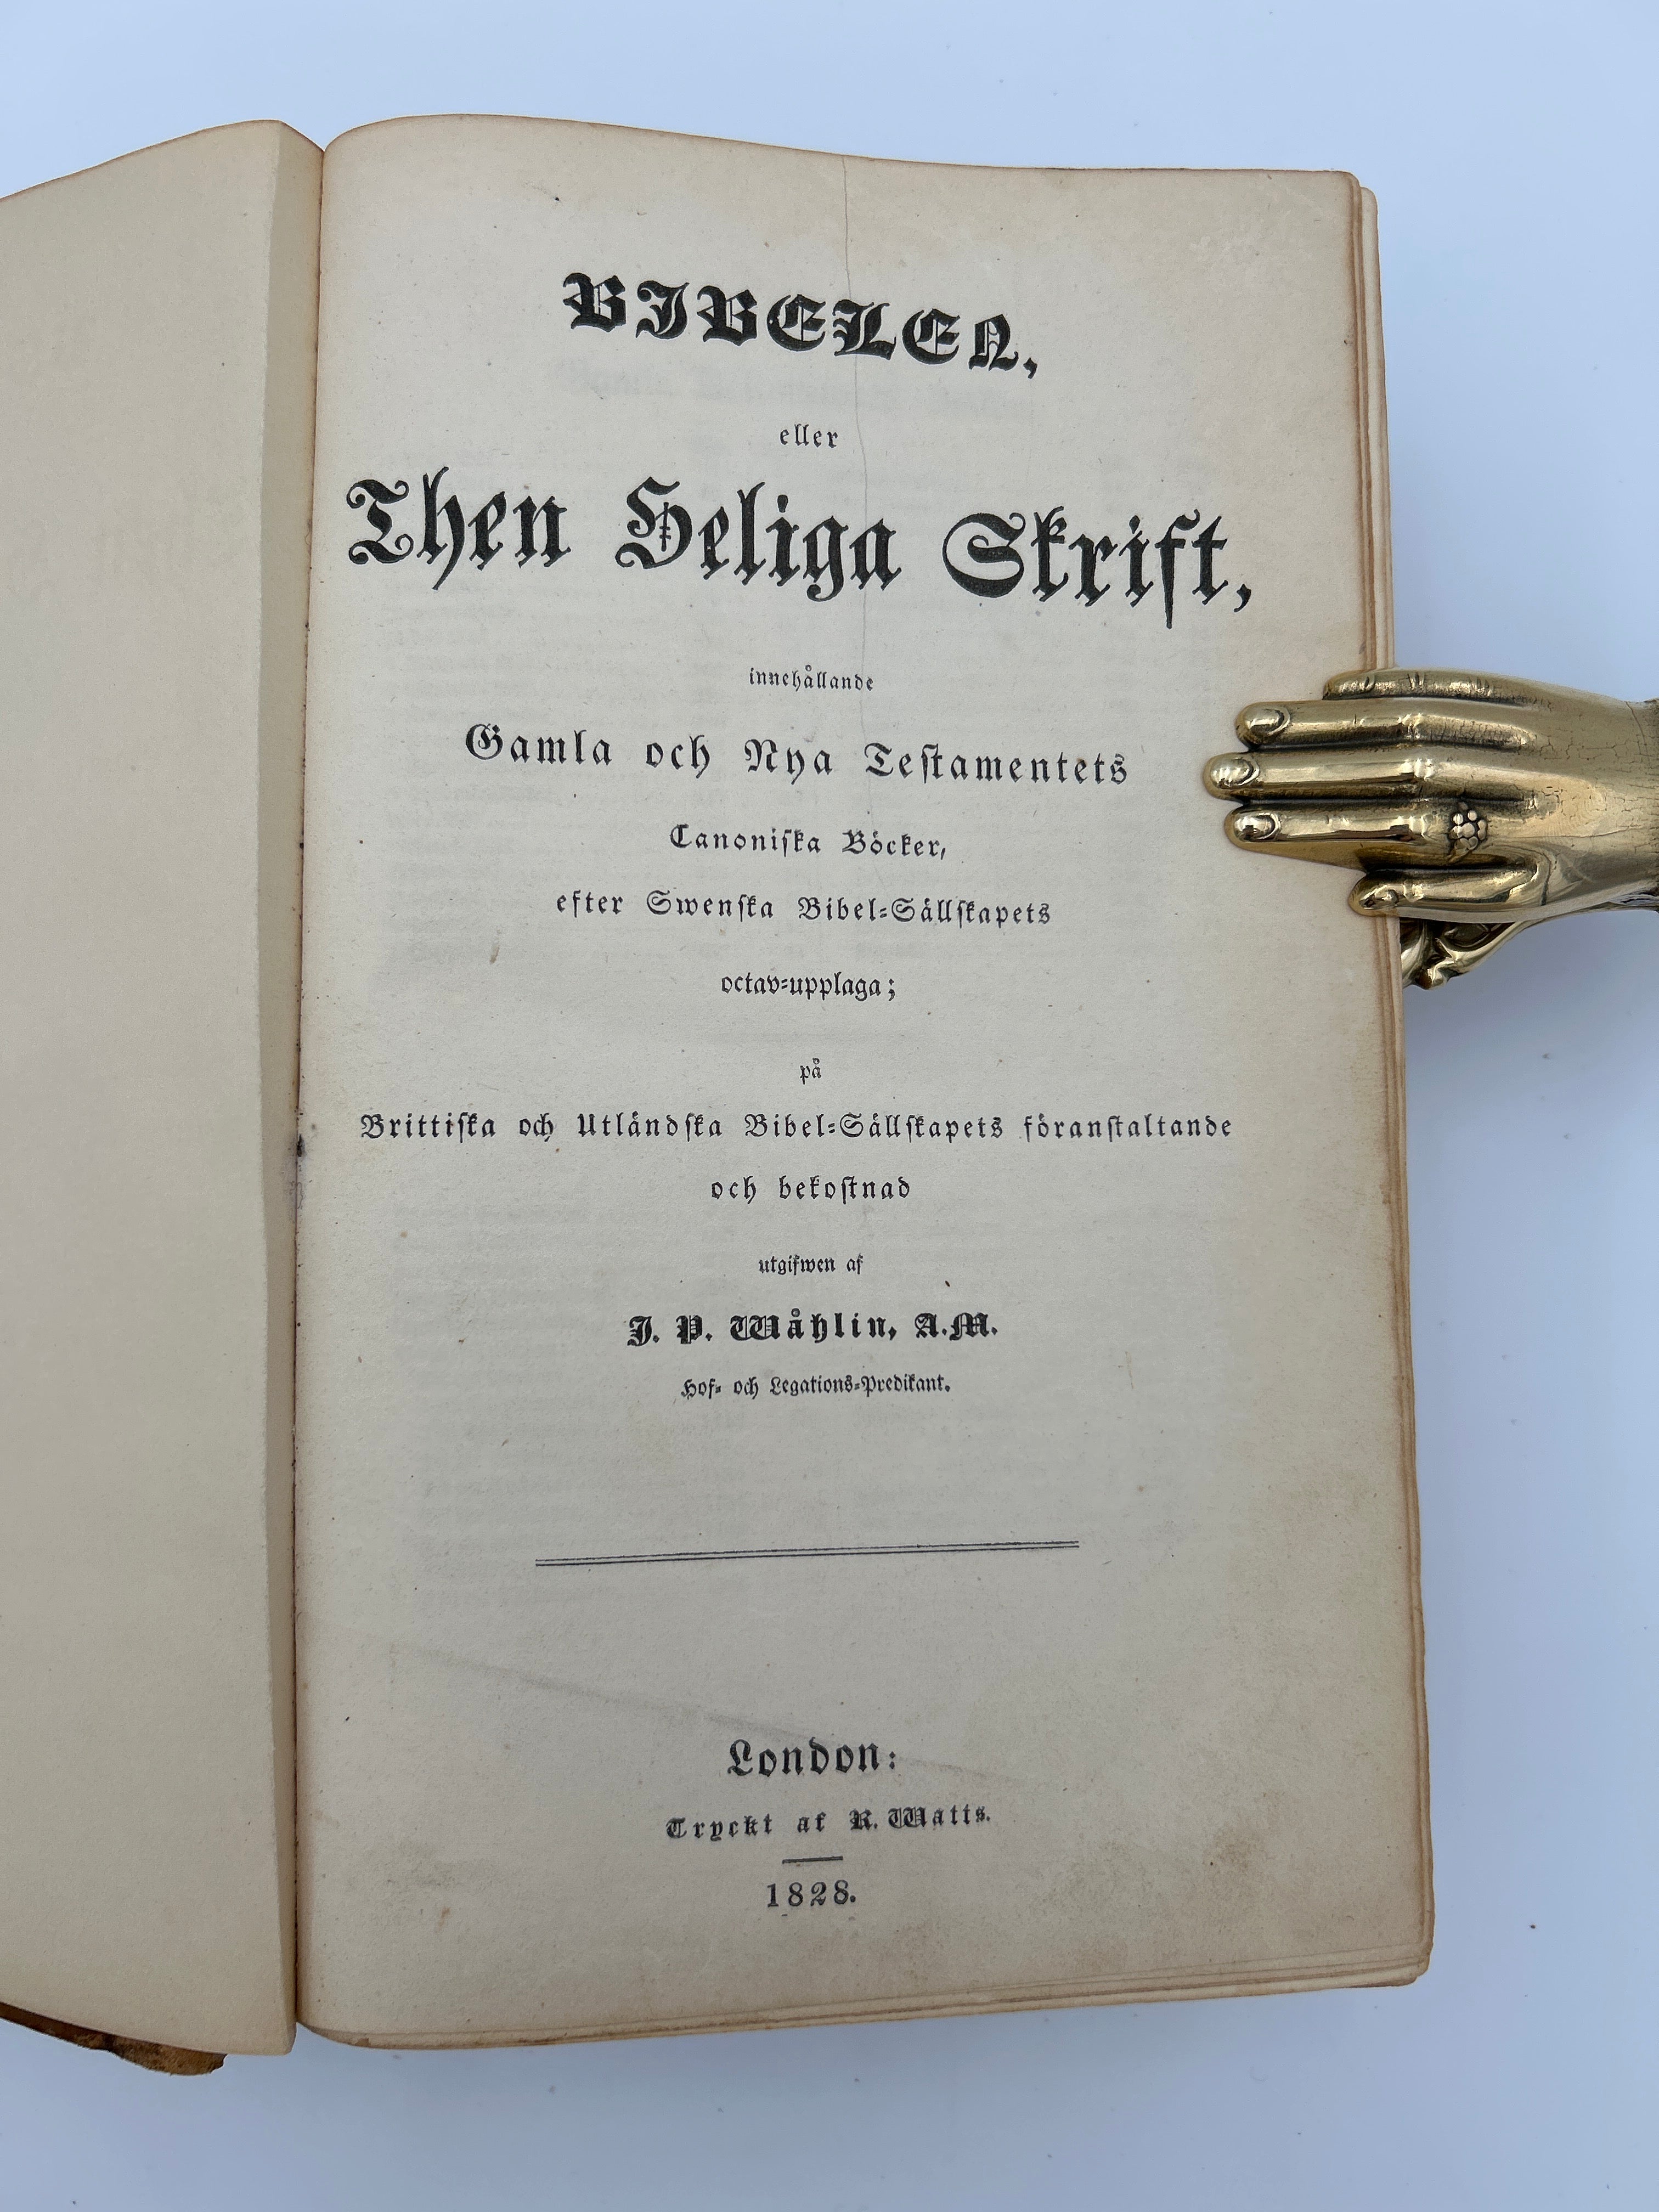 BIBELEN,
eller
Then Heliga Skrift,
innehållande
Gamla och Nya Testamentets
Canoniska Böcker,
efter Swenska Bibel-Sällskapets
octav-upplaga;
på
Brittiska och Utländska Bibel-Sällskapets föranstaltande
och bekostnad
utgifwen af
J. P. Wåhlin, A.M.
Hof- och Legations-Predikant.
London:
Tryckt af R. Watts.
1828.